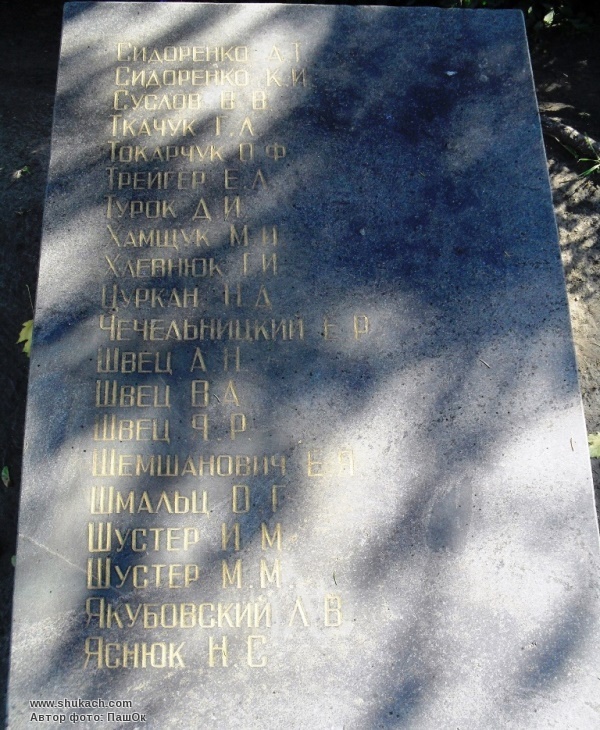 Сидоренко А.Т.
Сидоренко К.И.
Суслов В.В.
Ткачук Г.А.
Токарчук О.Ф.
Трейгер Е.Л.
Турок Д.И.
Хамщук М.И.
Хлевнюк Г.И.
Цуркан Н.Д.
Чечельницкий Е.Р.
Швец А.Н.
Швец В.А.
Швец Я.Р.
Шемшанович Е.Я.
Шмальц О.Г.
Шустер И.М.
Шустер М.М.
Якубовский Л.В.
Яснюк Н.С.
www.shukach.com
Автор фото: ПашОк